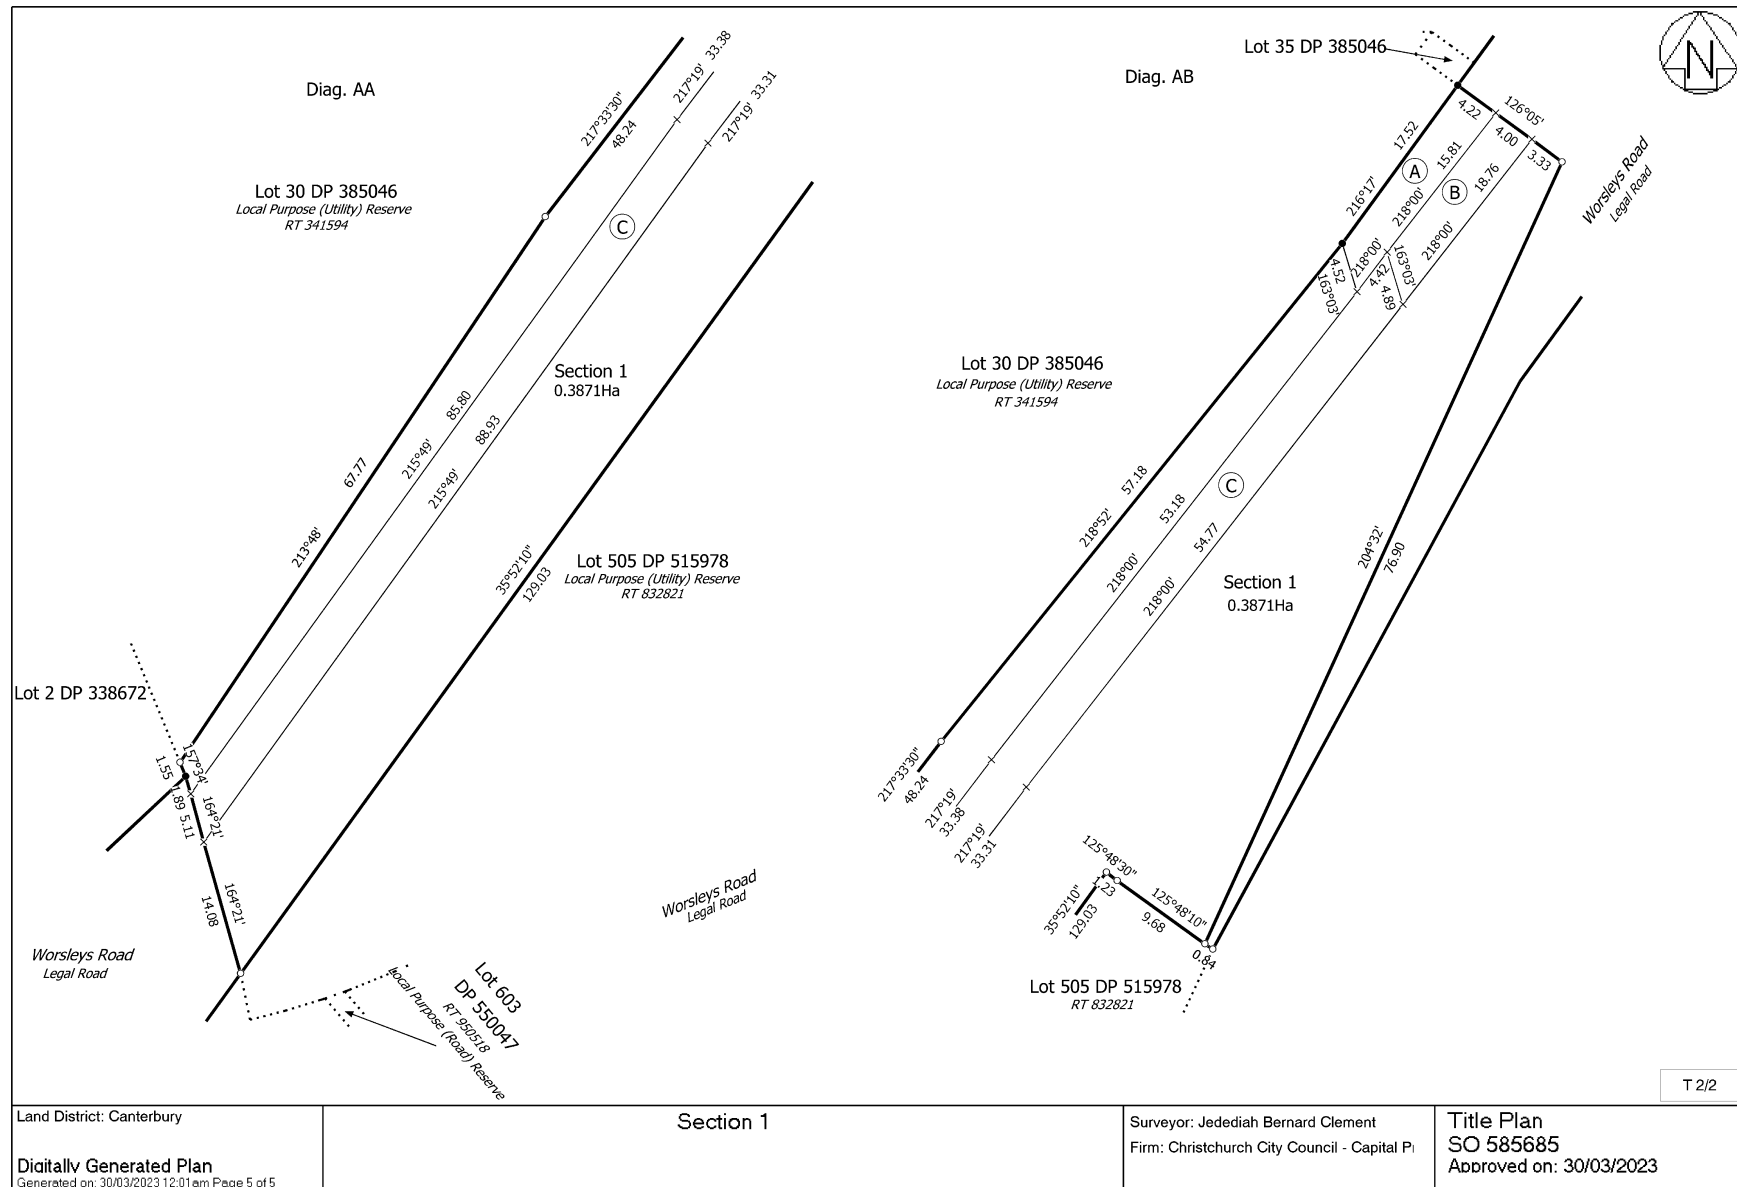 Diag. AA
217°33'30"
48.24
217°19' 33.38
217°19' 33.31
Lot 30 DP 385046
Local Purpose (Utility) Reserve
RT 341594
C
Section 1
0.3871Ha
85.80
215°49'
88.93
215°49'
67.77
213°48'
35°52'10"
129.03
Lot 505 DP 515978
Local Purpose (Utility) Reserve
RT 832821
Lot 2 DP 338672
157°34'
1.55
1.89
5.11
164°21'
164°21'
14.08
Worsleys Road
Legal Road
Worsleys Road
Legal Road
Lot 603
DP 550047
RT 950518
Local Purpose (Road) Reserve
Diag. AB
Lot 35 DP 385046
N
4.22
126°05'
4.00
3.33
17.52
216°17'
A
15.81
218°00'
B
18.76
218°00'
Worsleys Road
Legal Road
4.52
163°03'
218°00'
4.42
163°03'
4.89
Lot 30 DP 385046
Local Purpose (Utility) Reserve
RT 341594
57.18
218°52'
53.18
218°00'
C
54.77
218°00'
204°32'
76.90
Section 1
0.3871Ha
217°33'30"
48.24
217°19'
33.38
217°19'
33.31
125°48'30"
1.23
35°52'10"
129.03
125°48'10"
9.68
0.84
Lot 505 DP 515978
RT 832821
T 2/2
Land District: Canterbury
Digitally Generated Plan
Generated on: 30/03/2023 12:01am Page 5 of 5
Section 1
Surveyor: Jedediah Bernard Clement
Firm: Christchurch City Council - Capital P
Title Plan
SO 585685
Approved on: 30/03/2023